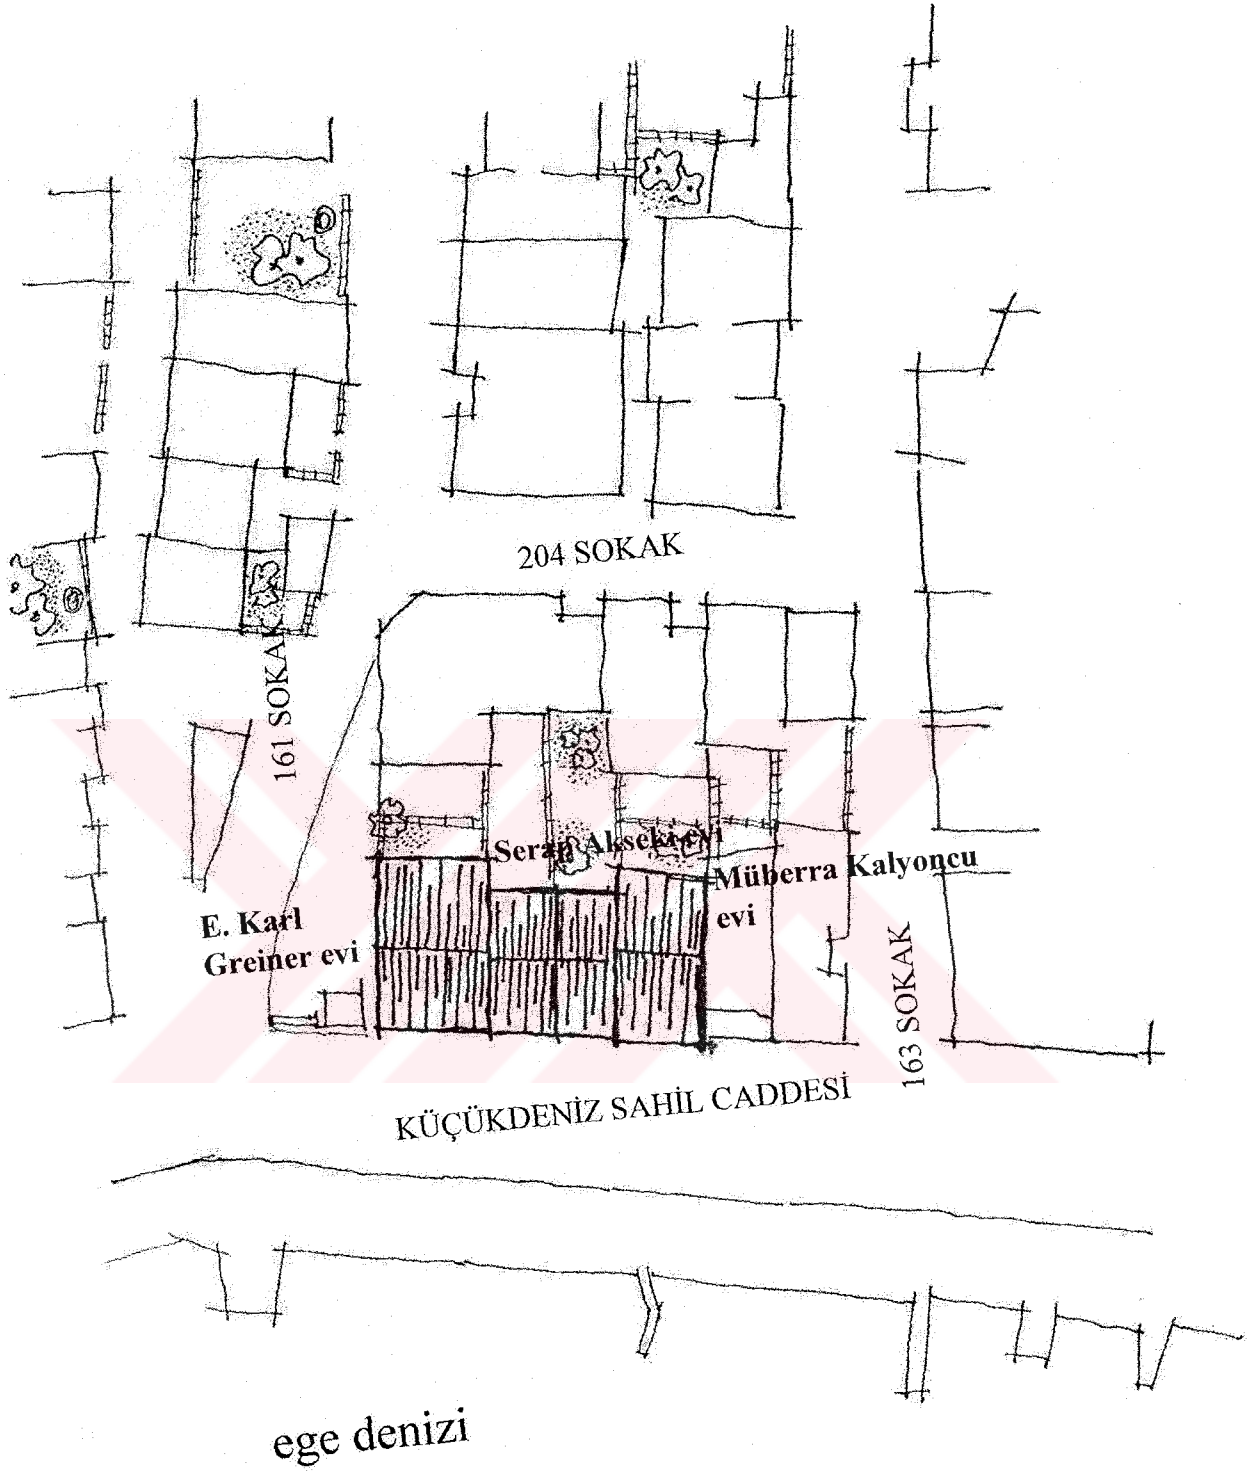 204 SOKAK
161 SOKAK
Serap Akseki evi
Müberra Kalyoncu
evi
E. Karl
Greiner evi
163 SOKAK
KÜÇÜKDENİZ SAHİL CADDESİ
ege denizi